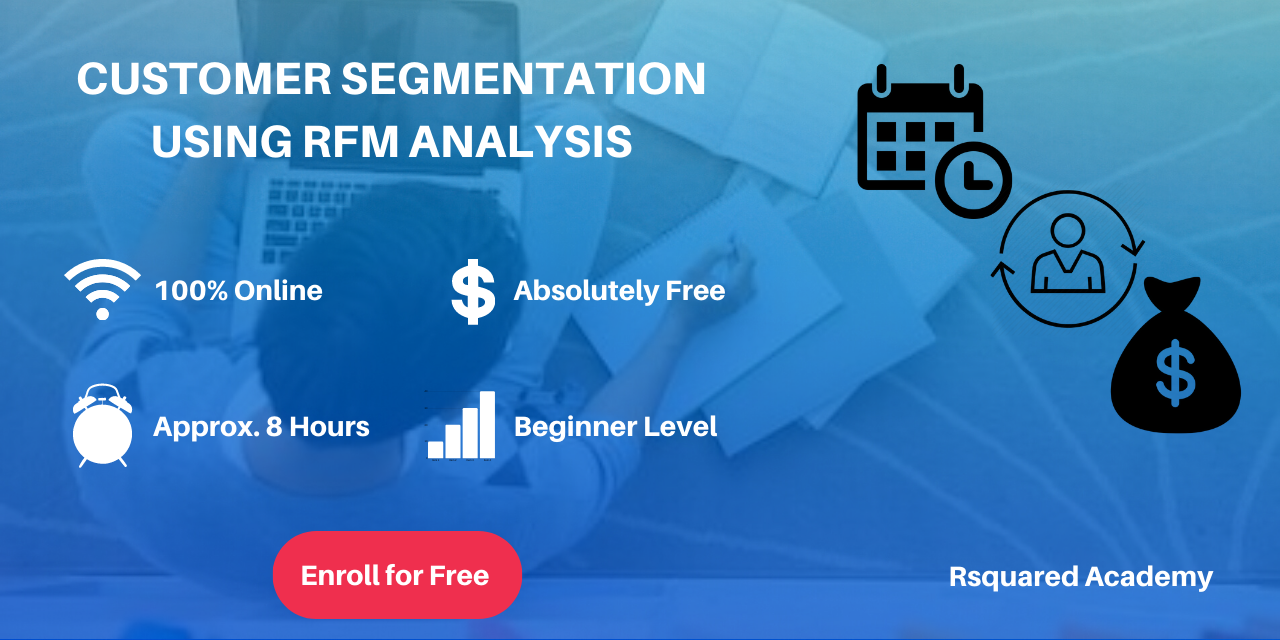 CUSTOMER SEGMENTATION
USING RFM ANALYSIS
100% Online
$ Absolutely Free
Approx. 8 Hours
Beginner Level
$
Enroll for Free
Rsquared Academy